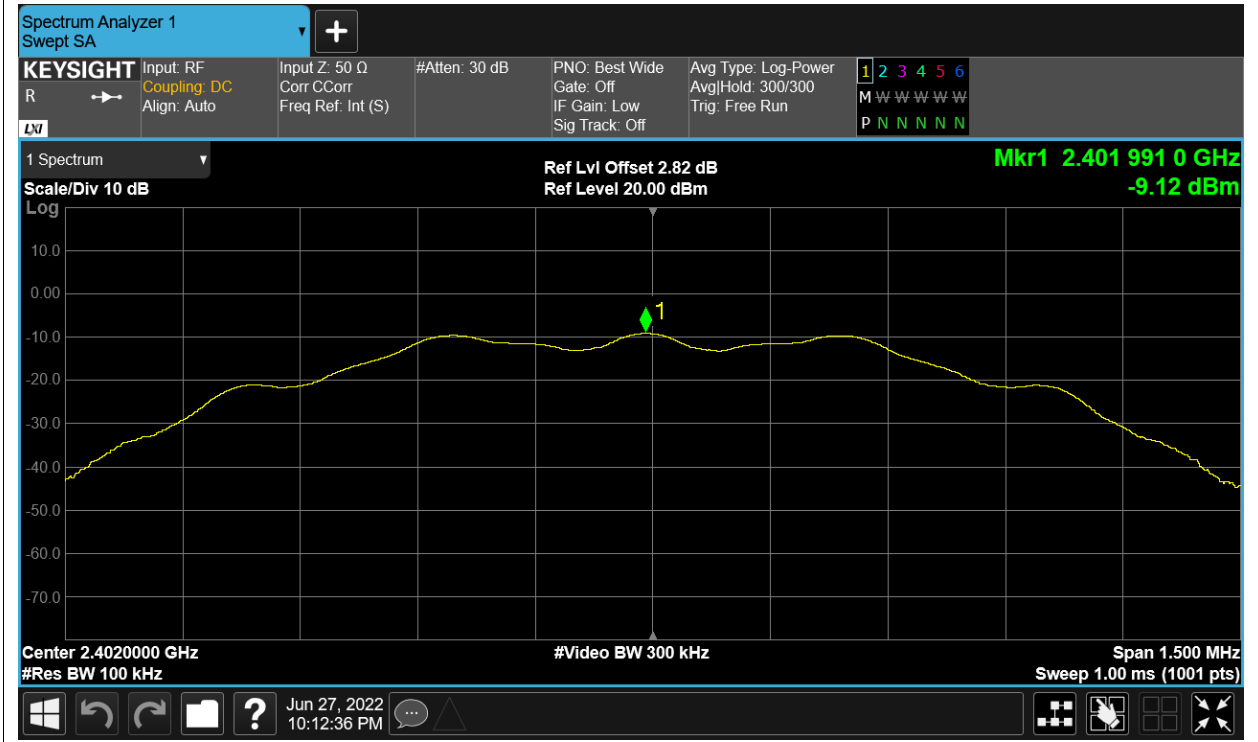 Spectrum Analyzer 1
Swept SA
+
KEYSIGHT
R
LXI
Input: RF
Coupling: DC
Align: Auto
Input Z: 50 Ω
Corr CCorr
Freq Ref: Int (S)
#Atten: 30 dB
PNO: Best Wide
Gate: Off
IF Gain: Low
Sig Track: Off
Avg Type: Log-Power
Avg|Hold: 300/300
Trig: Free Run
1 2 3 4 5 6
M W W W W W
P N N N N N
1 Spectrum
Scale/Div 10 dB
Log
Ref Lvl Offset 2.82 dB
Ref Level 20.00 dBm
Mkr1 2.401 991 0 GHz
-9.12 dBm
10.0
0.00
1
-10.0
-20.0
-30.0
-40.0
-50.0
-60.0
-70.0
Center 2.4020000 GHz
#Res BW 100 kHz
#Video BW 300 kHz
Span 1.500 MHz
Sweep 1.00 ms (1001 pts)
?
Jun 27, 2022
10:12:36 PM